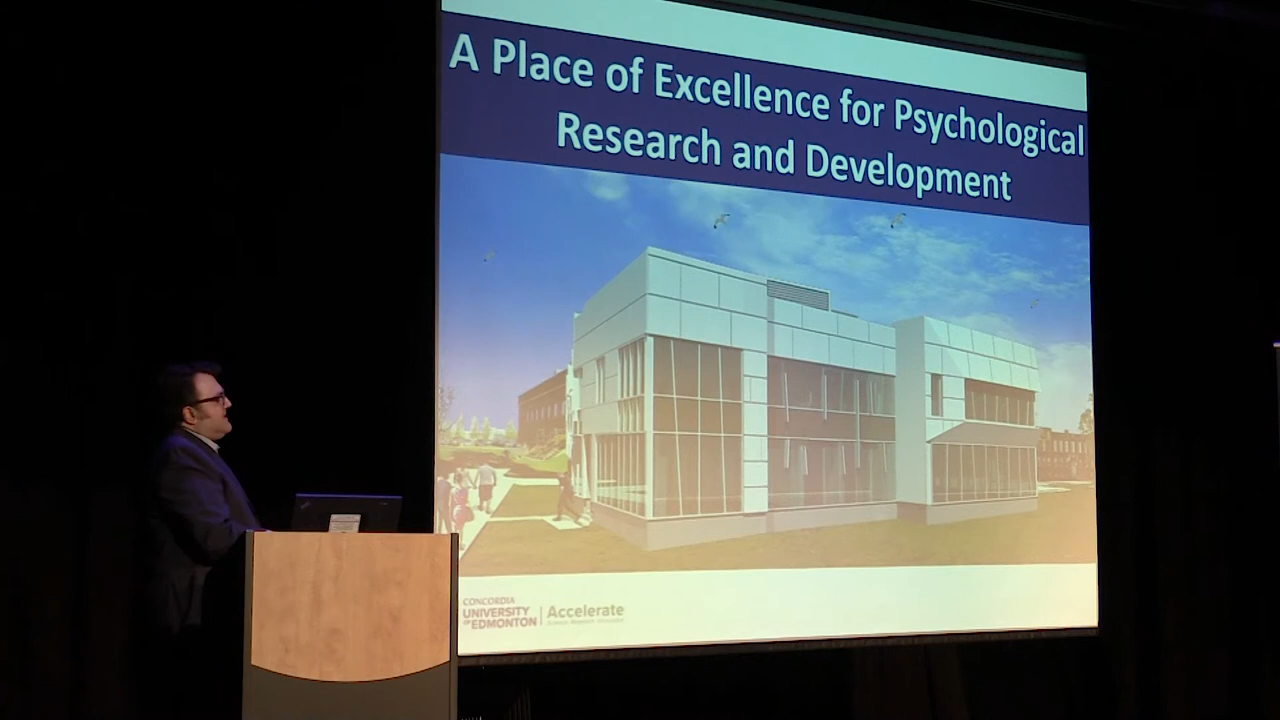 A Place of Excellence for Psychological
Research and Development
CONCORDIA
UNIVERSITY
OF EDMONTON
Accelerate